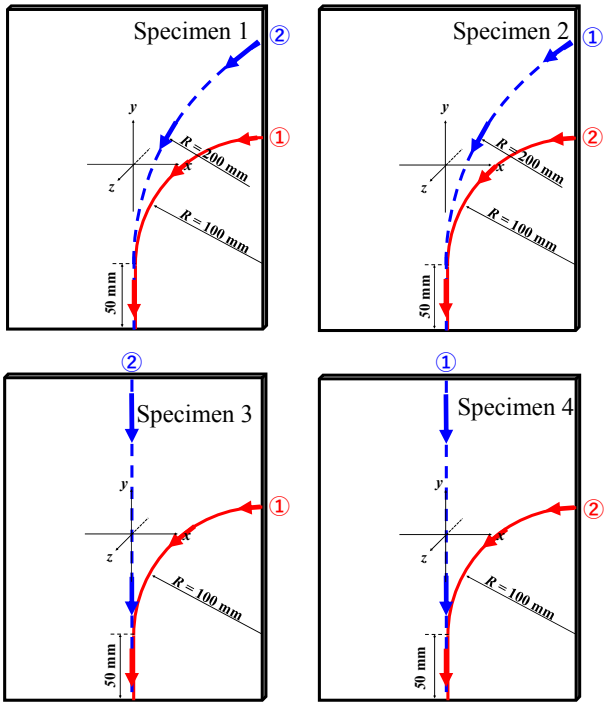 Specimen 1
②
①
y
x
z
R = 200 mm
R = 100 mm
50 mm
Specimen 2
①
②
y
x
z
R = 200 mm
R = 100 mm
50 mm
②
Specimen 3
①
y
x
z
R = 100 mm
50 mm
①
Specimen 4
②
y
x
z
R = 100 mm
50 mm